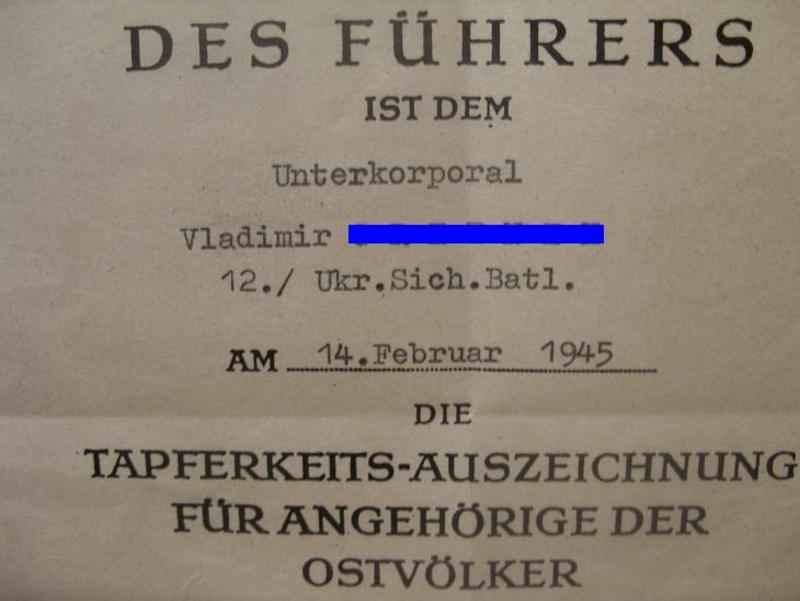 DES FÜHRERS
IST DEM
Unterkorporal
Vladimir
12./ Ukr.Sich.Batl.
AM 14.Februar 1945
DIE
TAPFERKEITS-AUSZEICHNUNG
FÜR ANGEHÖRIGE DER
OSTVÖLKER